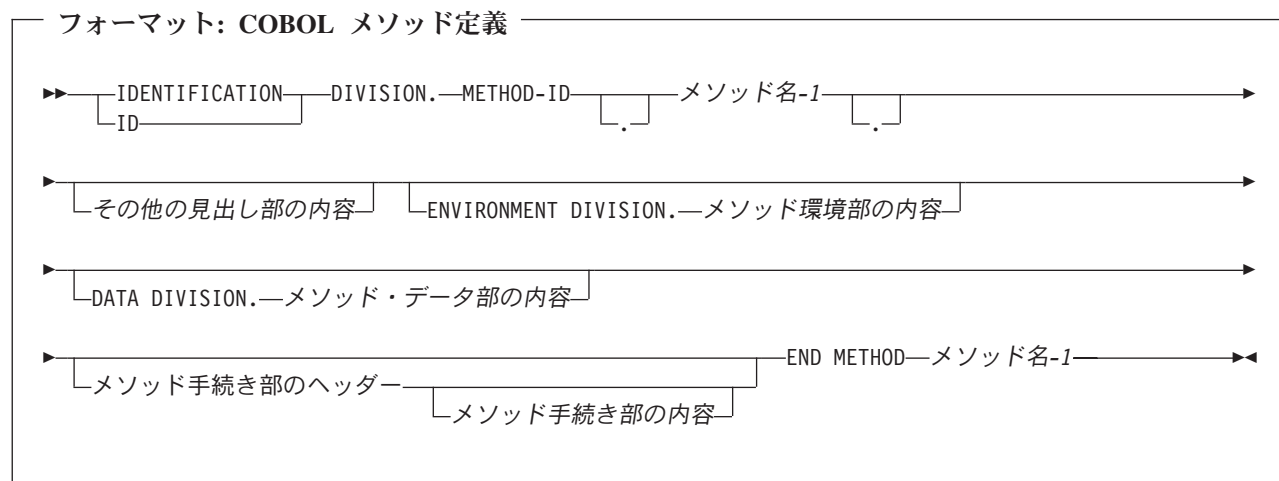 フォーマット: COBOL メソッド定義
IDENTIFICATION DIVISION. METHOD-ID . メソッド名-1 .
ID
その他の見出し部の内容 ENVIRONMENT DIVISION. メソッド環境部の内容
DATA DIVISION. メソッド・データ部の内容
END METHOD メソッド名-1
メソッド手続き部のヘッダー
メソッド手続き部の内容